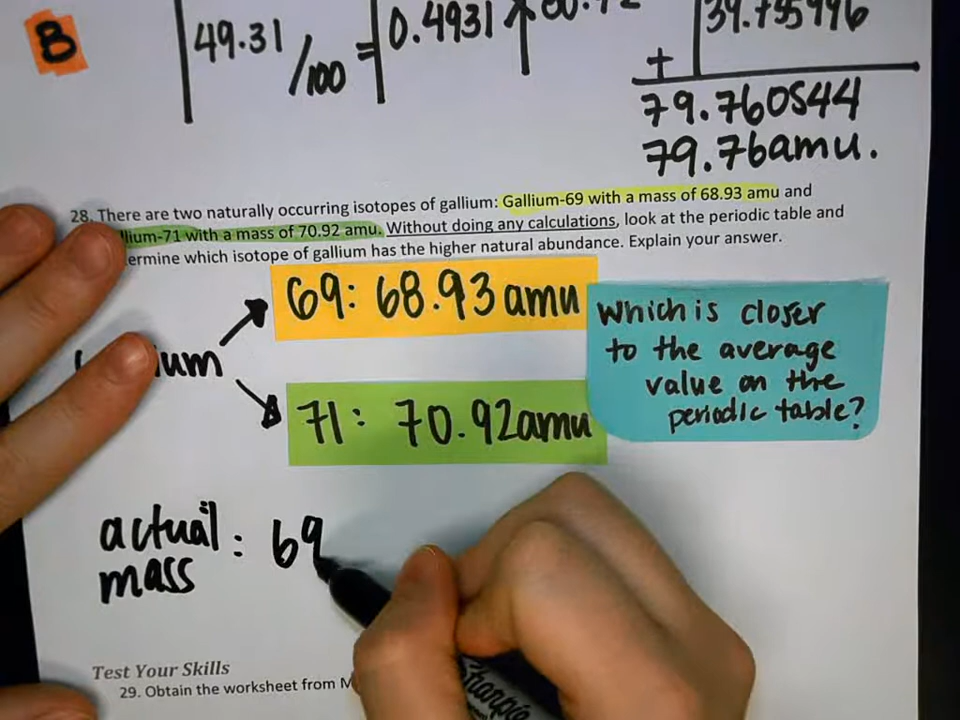 B
49.31 /100 = 0.4931
+ 39.755996
79.760544
79.76amu.
28. There are two naturally occurring isotopes of gallium: Gallium-69 with a mass of 68.93 amu and
lium-71 with a mass of 70.92 amu. Without doing any calculations, look at the periodic table and
ermine which isotope of gallium has the higher natural abundance. Explain your answer.
69: 68.93 amu
Which is closer
to the average
value on the
periodic table?
ium
71: 70.92amu
actual : 69
mass
Test Your Skills
29. Obtain the worksheet from M
Sharpie